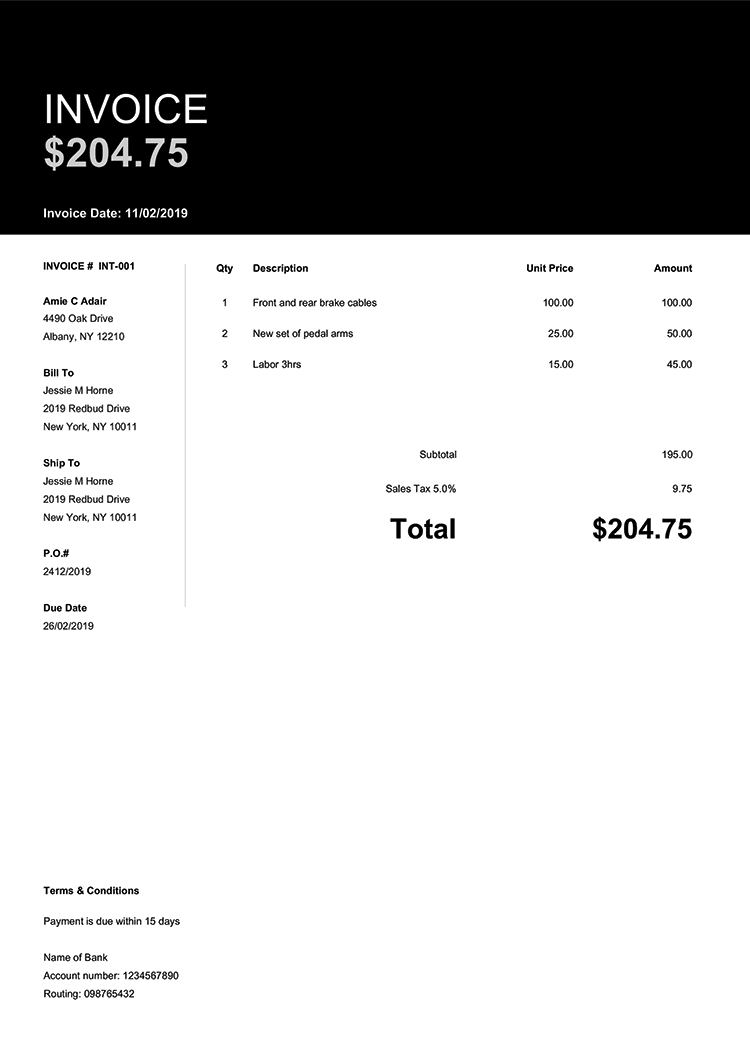 INVOICE
$204.75
Invoice Date: 11/02/2019
INVOICE # INT-001
Amie C Adair
4490 Oak Drive
Albany, NY 12210
Bill To
Jessie M Horne
2019 Redbud Drive
New York, NY 10011
Ship To
Jessie M Horne
2019 Redbud Drive
New York, NY 10011
P.O.#
2412/2019
Due Date
26/02/2019
Qty Description Unit Price Amount
1 Front and rear brake cables 100.00 100.00
2 New set of pedal arms 25.00 50.00
3 Labor 3hrs 15.00 45.00
Subtotal 195.00
Sales Tax 5.0% 9.75
Total $204.75
Terms & Conditions
Payment is due within 15 days
Name of Bank
Account number: 1234567890
Routing: 098765432